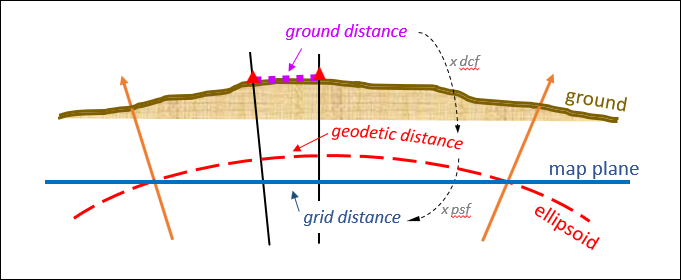 ground distance
x dcf
ground
geodetic distance
map plane
grid distance
x psf
ellipsoid